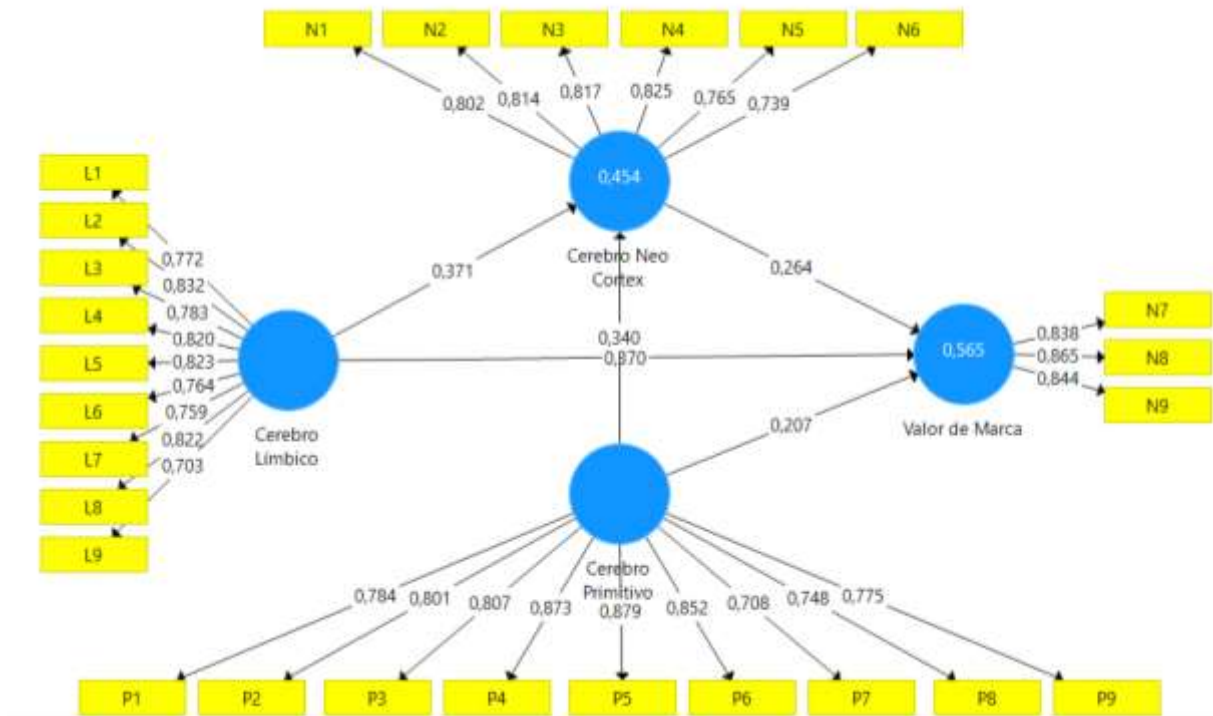 N1 N2 N3 N4 N5 N6
0,802 0,814 0,817 0,825 0,765 0,739
0,454
Cerebro Neo
Cortex
L1
L2
L3
L4
L5
L6
L7
L8
L9
0,772
0,832
0,783
0,820
0,823
0,764
0,759
0,822
0,703
Cerebro
Límbico
0,371
0,264
0,340
0,370
0,207
0,565
Valor de Marca
0,838
0,865
0,844
N7
N8
N9
Cerebro
Primitivo
0,784 0,801 0,807 0,873 0,879 0,852 0,708 0,748 0,775
P1 P2 P3 P4 P5 P6 P7 P8 P9